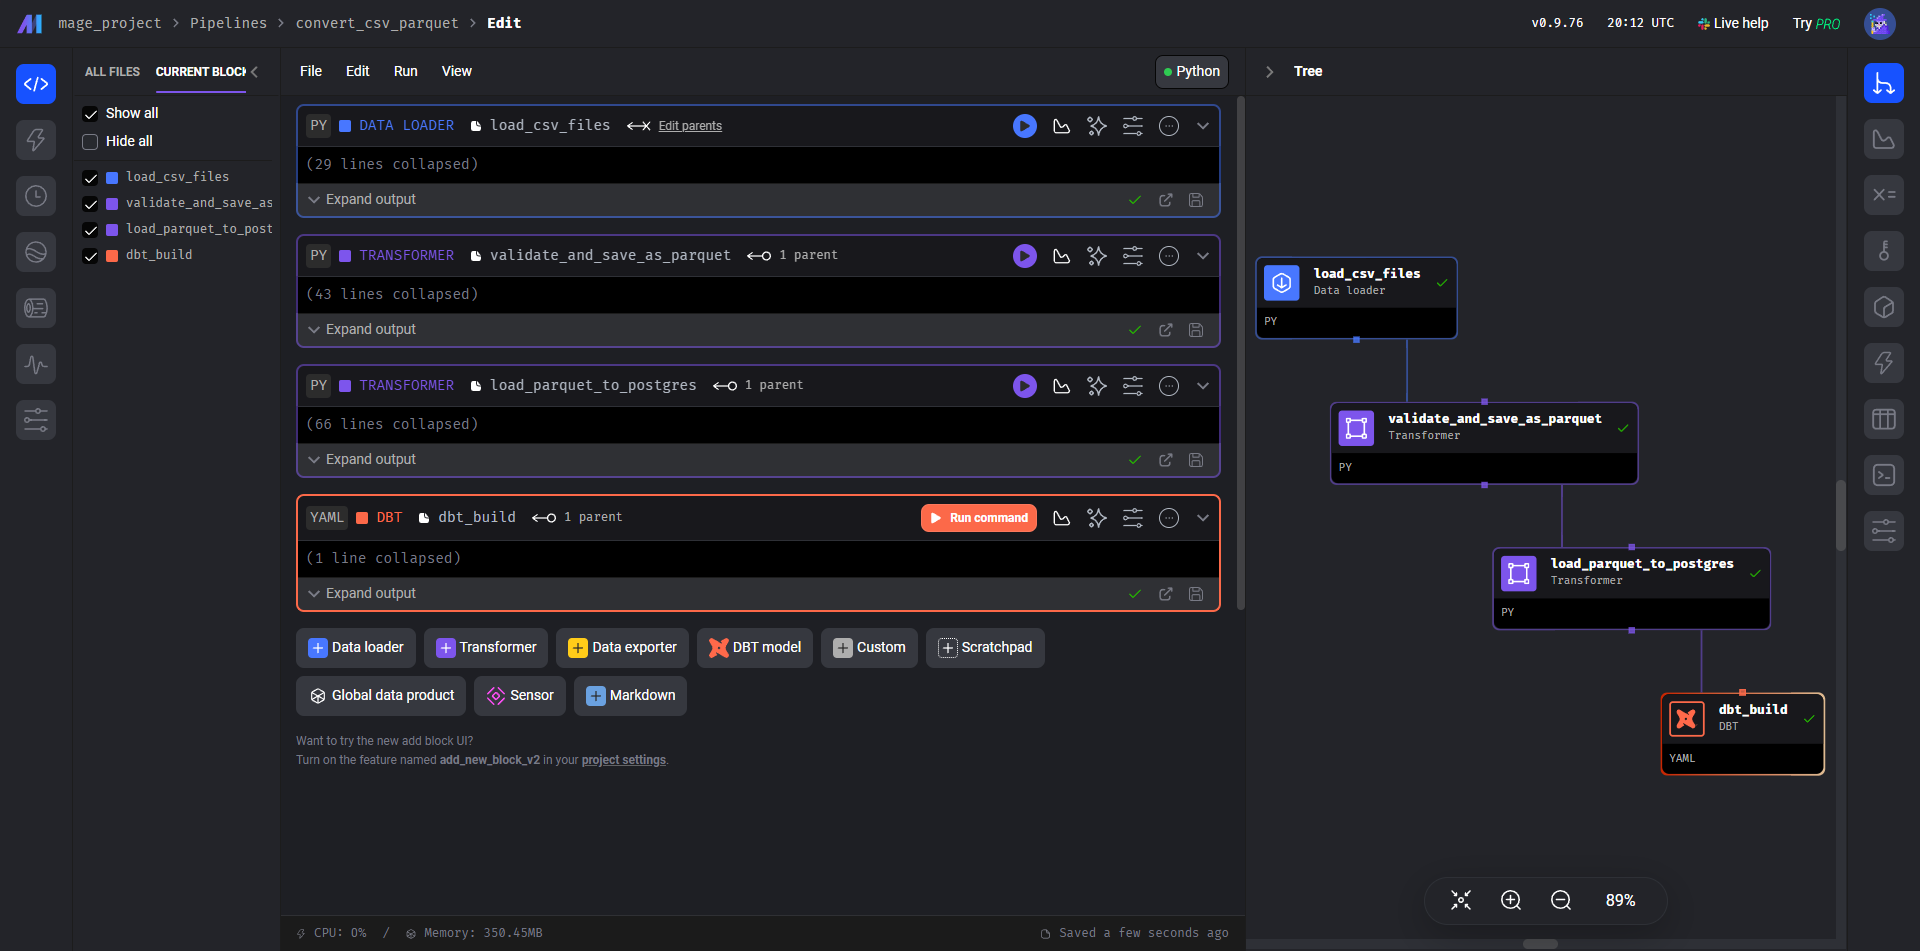 mage_project > Pipelines > convert_csv_parquet > Edit
v0.9.76 20:12 UTC Live help Try PRO
ALL FILES CURRENT BLOCK
Show all
Hide all
load_csv_files
validate_and_save_as
load_parquet_to_post
dbt_build
File Edit Run View Python
PY DATA LOADER load_csv_files Edit parents
(29 lines collapsed)
Expand output
PY TRANSFORMER validate_and_save_as_parquet 1 parent
(43 lines collapsed)
Expand output
PY TRANSFORMER load_parquet_to_postgres 1 parent
(66 lines collapsed)
Expand output
YAML DBT dbt_build 1 parent Run command
(1 line collapsed)
Expand output
Data loader Transformer Data exporter DBT model Custom Scratchpad
Global data product Sensor Markdown
Want to try the new add block UI?
Turn on the feature named add_new_block_v2 in your project settings.
CPU: 0% / Memory: 350.45MB Saved a few seconds ago
Tree
load_csv_files
Data loader
PY
validate_and_save_as_parquet
Transformer
PY
load_parquet_to_postgres
Transformer
PY
dbt_build
DBT
YAML
89%